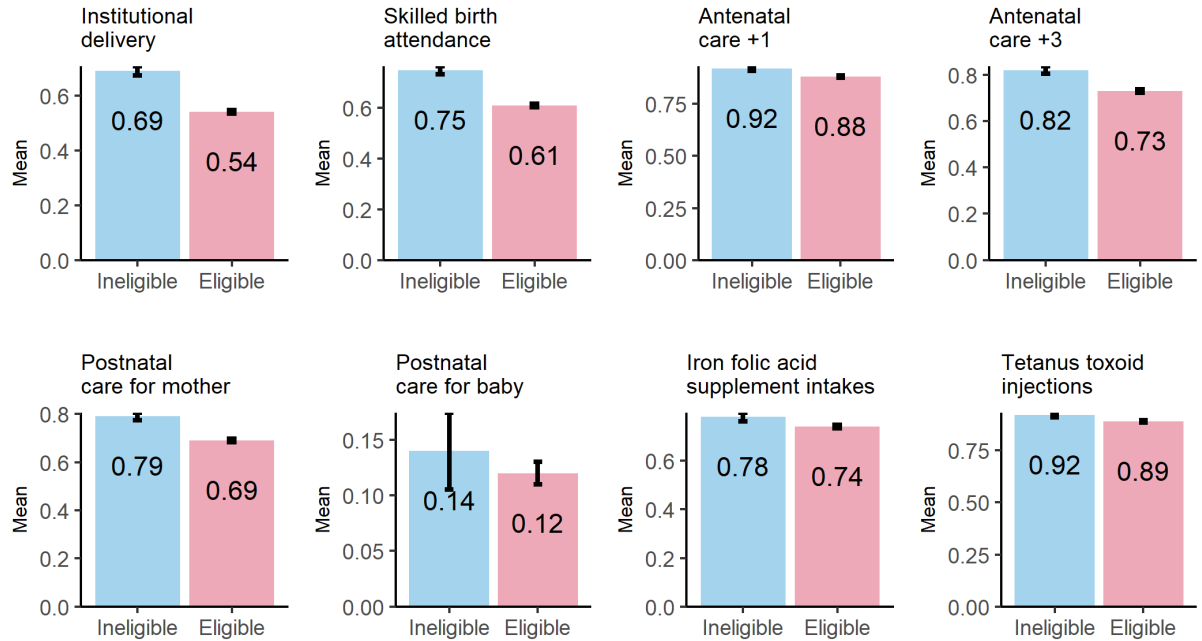 Institutional
delivery
Mean
0.6
0.4
0.2
0.0
0.69
0.54
Ineligible
Eligible
Skilled birth
attendance
Mean
0.6
0.4
0.2
0.0
0.75
0.61
Ineligible
Eligible
Antenatal
care +1
Mean
0.75
0.50
0.25
0.00
0.92
0.88
Ineligible
Eligible
Antenatal
care +3
Mean
0.8
0.6
0.4
0.2
0.0
0.82
0.73
Ineligible
Eligible
Postnatal
care for mother
Mean
0.8
0.6
0.4
0.2
0.0
0.79
0.69
Ineligible
Eligible
Postnatal
care for baby
Mean
0.15
0.10
0.05
0.00
0.14
0.12
Ineligible
Eligible
Iron folic acid
supplement intakes
Mean
0.6
0.4
0.2
0.0
0.78
0.74
Ineligible
Eligible
Tetanus toxoid
injections
Mean
0.75
0.50
0.25
0.00
0.92
0.89
Ineligible
Eligible